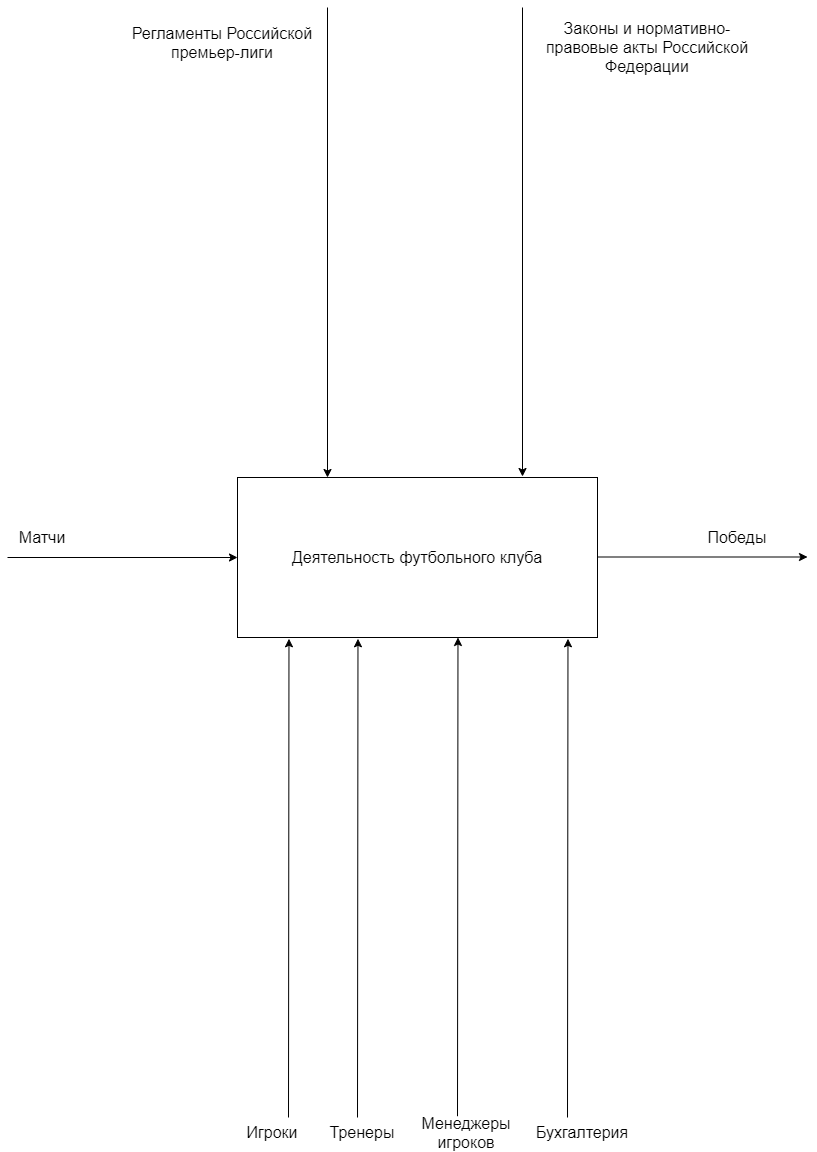 Регламенты Российской
премьер-лиги
Законы и нормативно-
правовые акты Российской
Федерации
Матчи
Деятельность футбольного клуба
Победы
Игроки
Тренеры
Менеджеры
игроков
Бухгалтерия